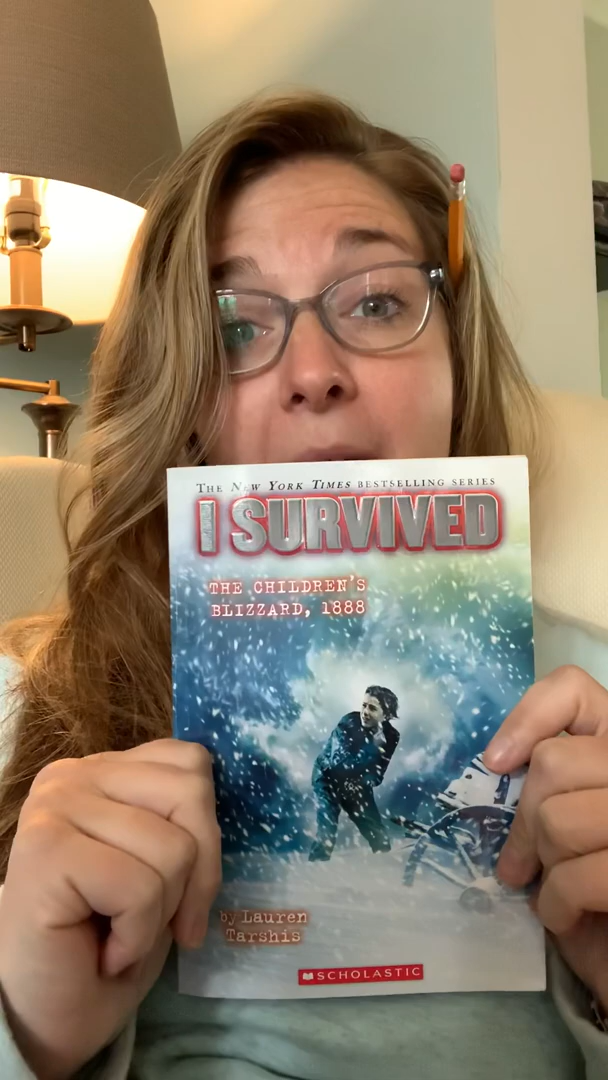 THE NEW YORK TIMES BESTSELLING SERIES
I SURVIVED
THE CHILDREN'S
BLIZZARD, 1888
by Lauren
Tarshis
SCHOLASTIC